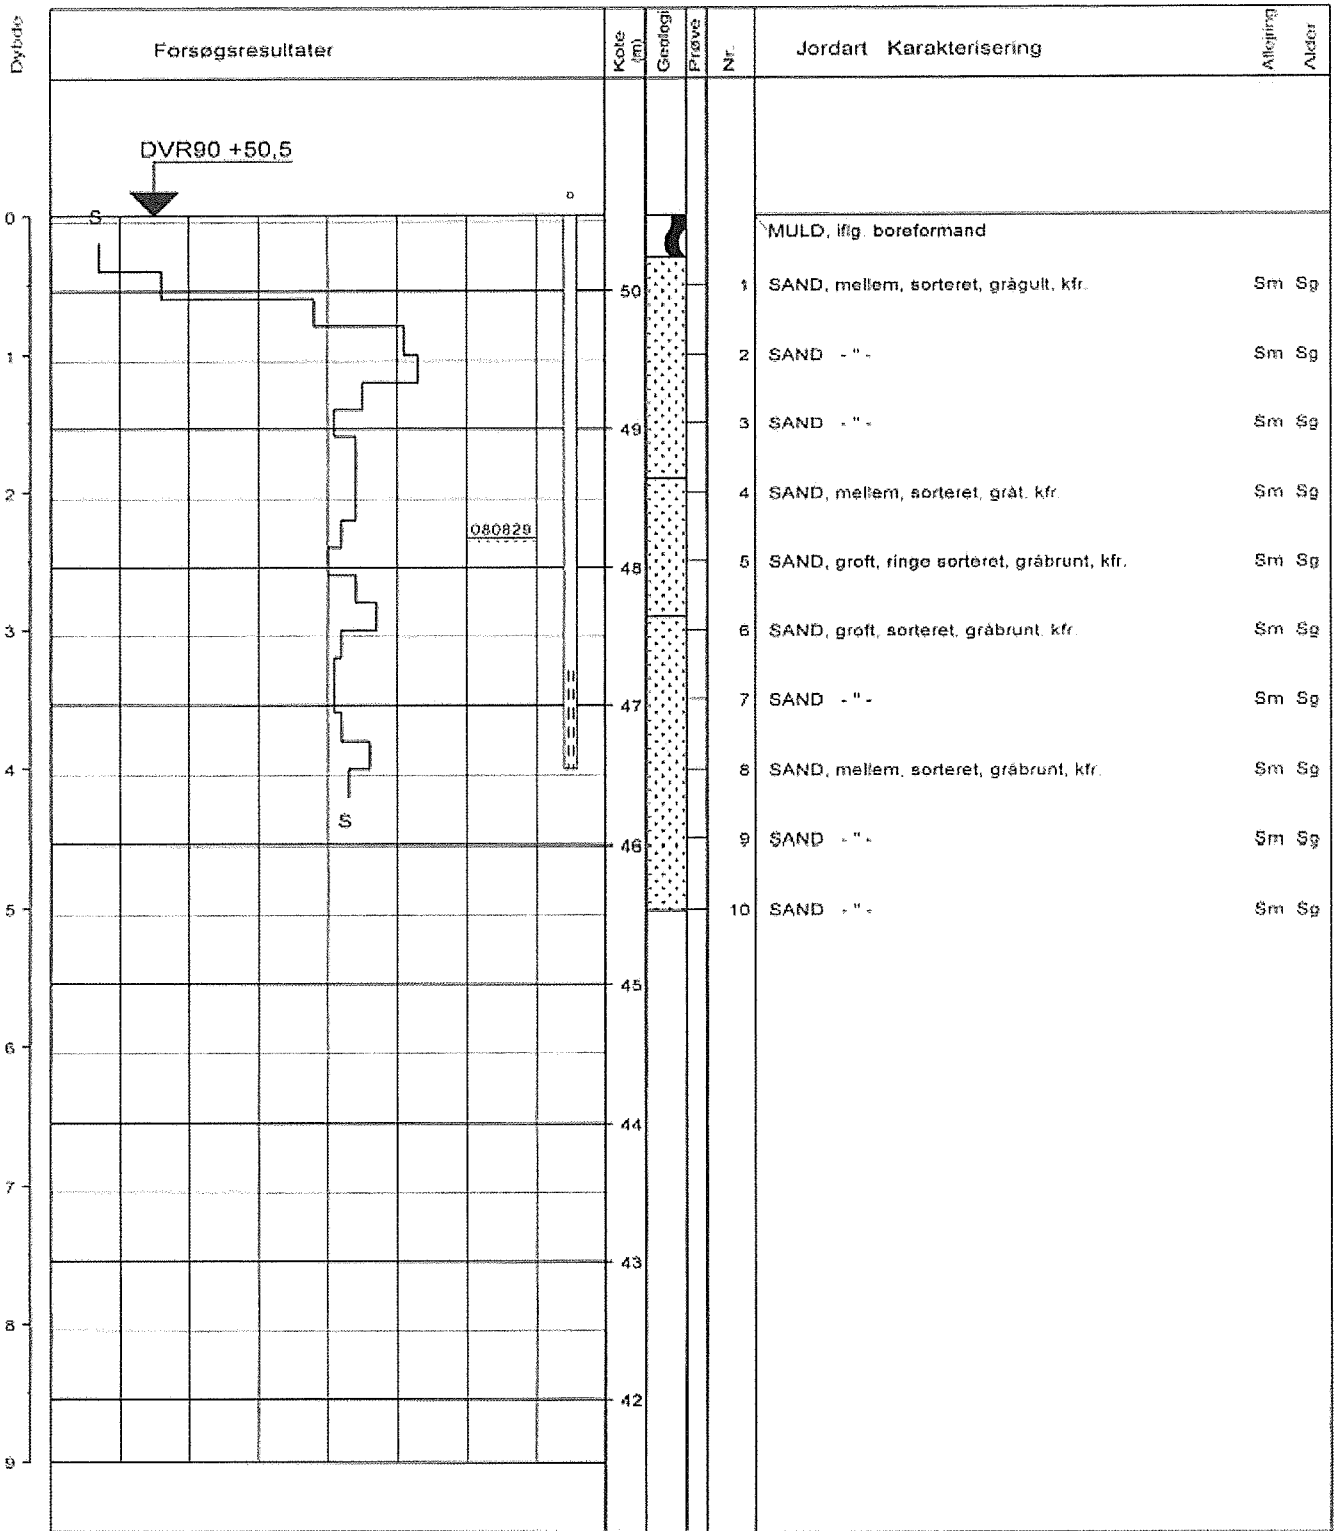 Dybde
Forsøgsresultater
Kote (m)
Geologi
Prøve
Nr.
Jordart Karakterisering
Aflejring
Alder
DVR90 +50,5
S
0
MULD, iflg. boreformand
50
1 SAND, mellem, sorteret, grågult, kfr. Sm Sg
1
2 SAND - " - Sm Sg
49
3 SAND - " - Sm Sg
2
4 SAND, mellem, sorteret, gråt, kfr. Sm Sg
080829
48
5 SAND, groft, ringe sorteret, gråbrunt, kfr. Sm Sg
3
6 SAND, groft, sorteret, gråbrunt, kfr. Sm Sg
47
7 SAND - " - Sm Sg
4
8 SAND, mellem, sorteret, gråbrunt, kfr. Sm Sg
S
46
9 SAND - " - Sm Sg
5
10 SAND - " - Sm Sg
45
6
44
7
43
8
42
9